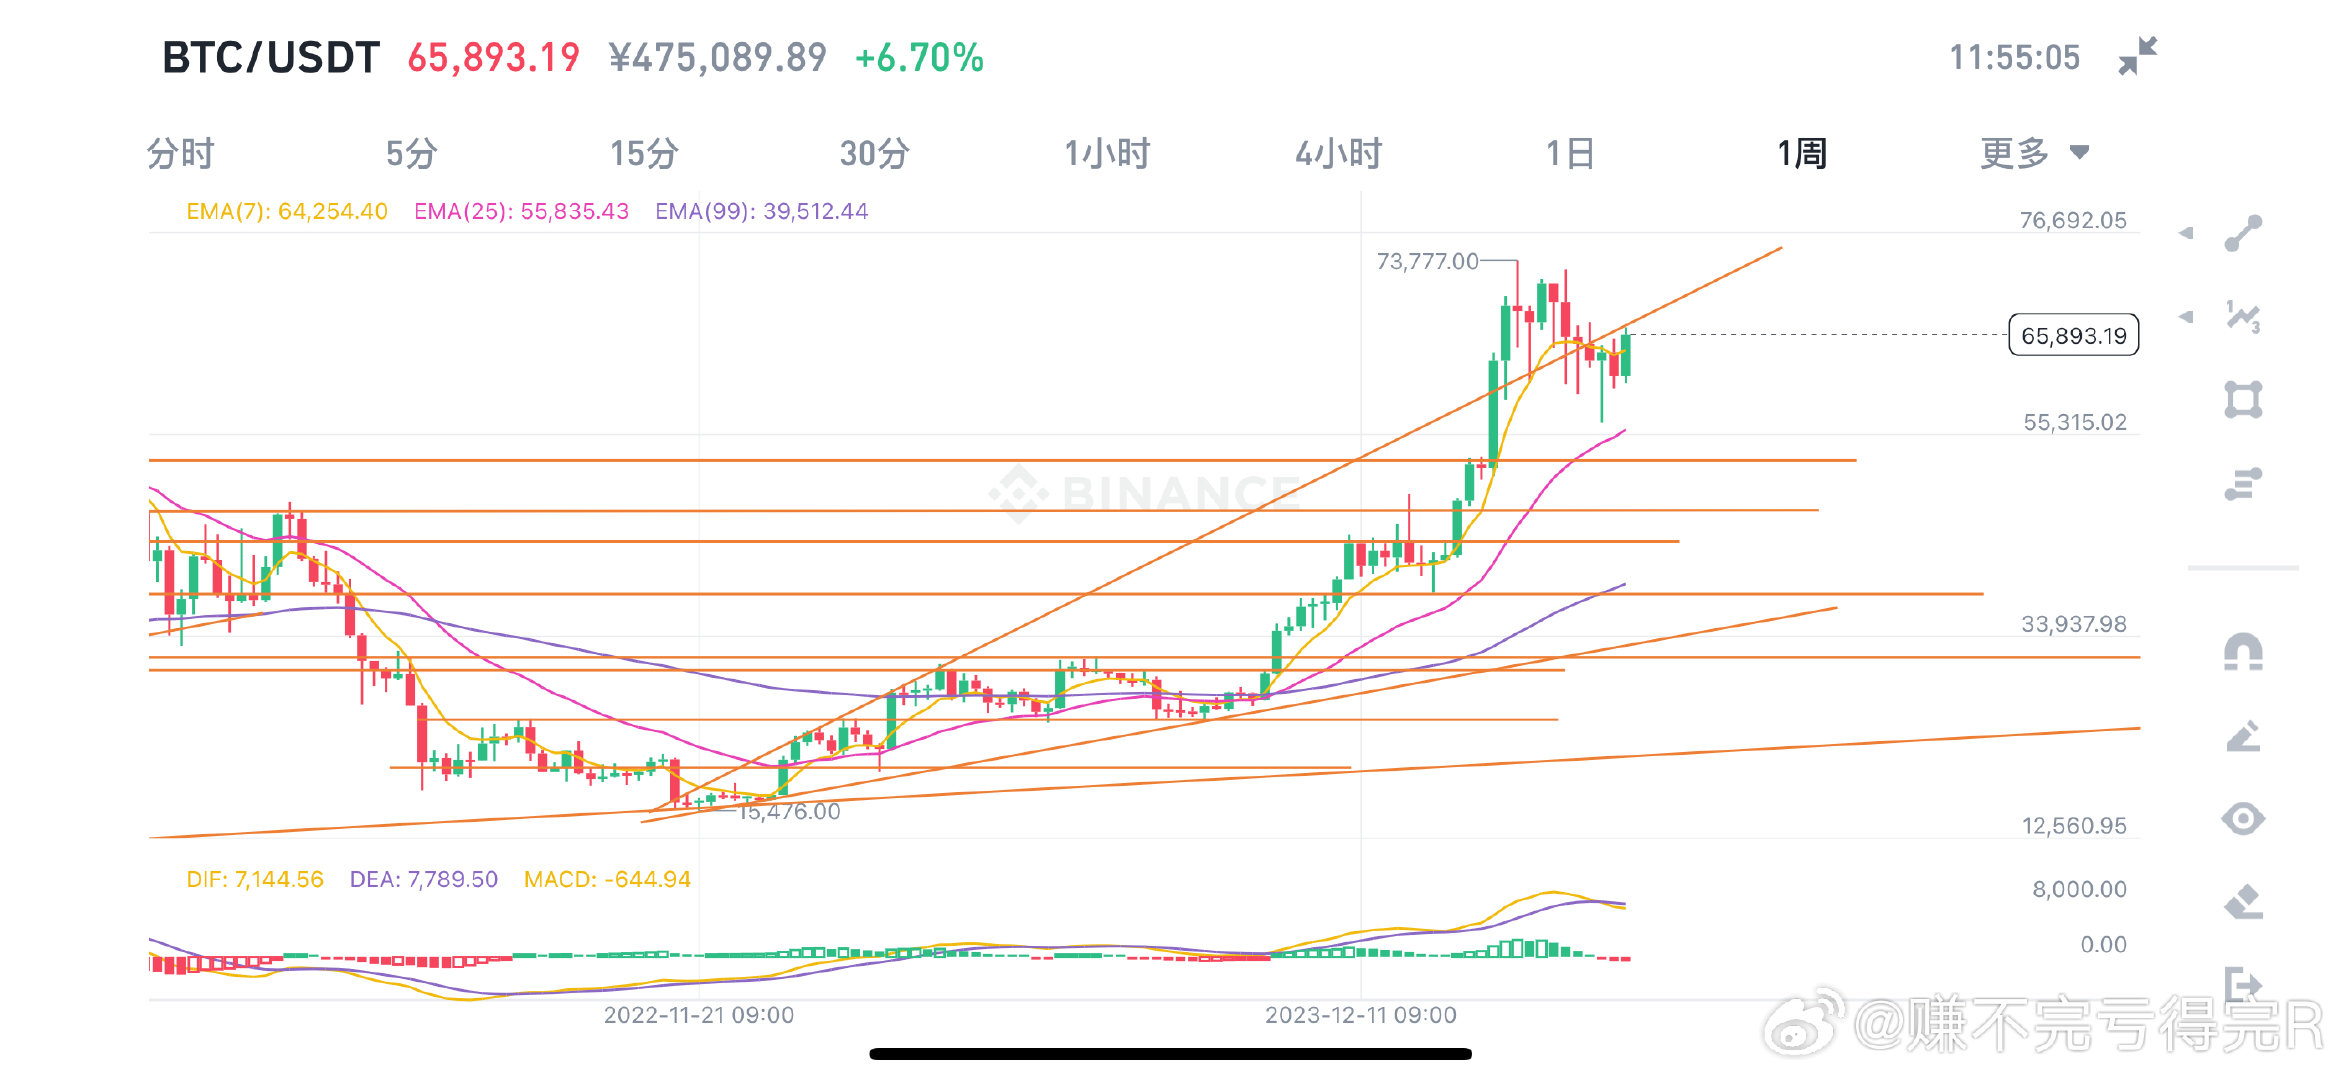 BTC/USDT 65,893.19 ¥475,089.89 +6.70% 11:55:05
分时 5分 15分 30分 1小时 4小时 1日 1周 更多
EMA(7): 64,254.40 EMA(25): 55,835.43 EMA(99): 39,512.44
76,692.05
73,777.00
65,893.19
55,315.02
BINANCE
33,937.98
15,476.00
12,560.95
DIF: 7,144.56 DEA: 7,789.50 MACD: -644.94
8,000.00
0.00
2022-11-21 09:00 2023-12-11 09:00
@赚不完亏得完R